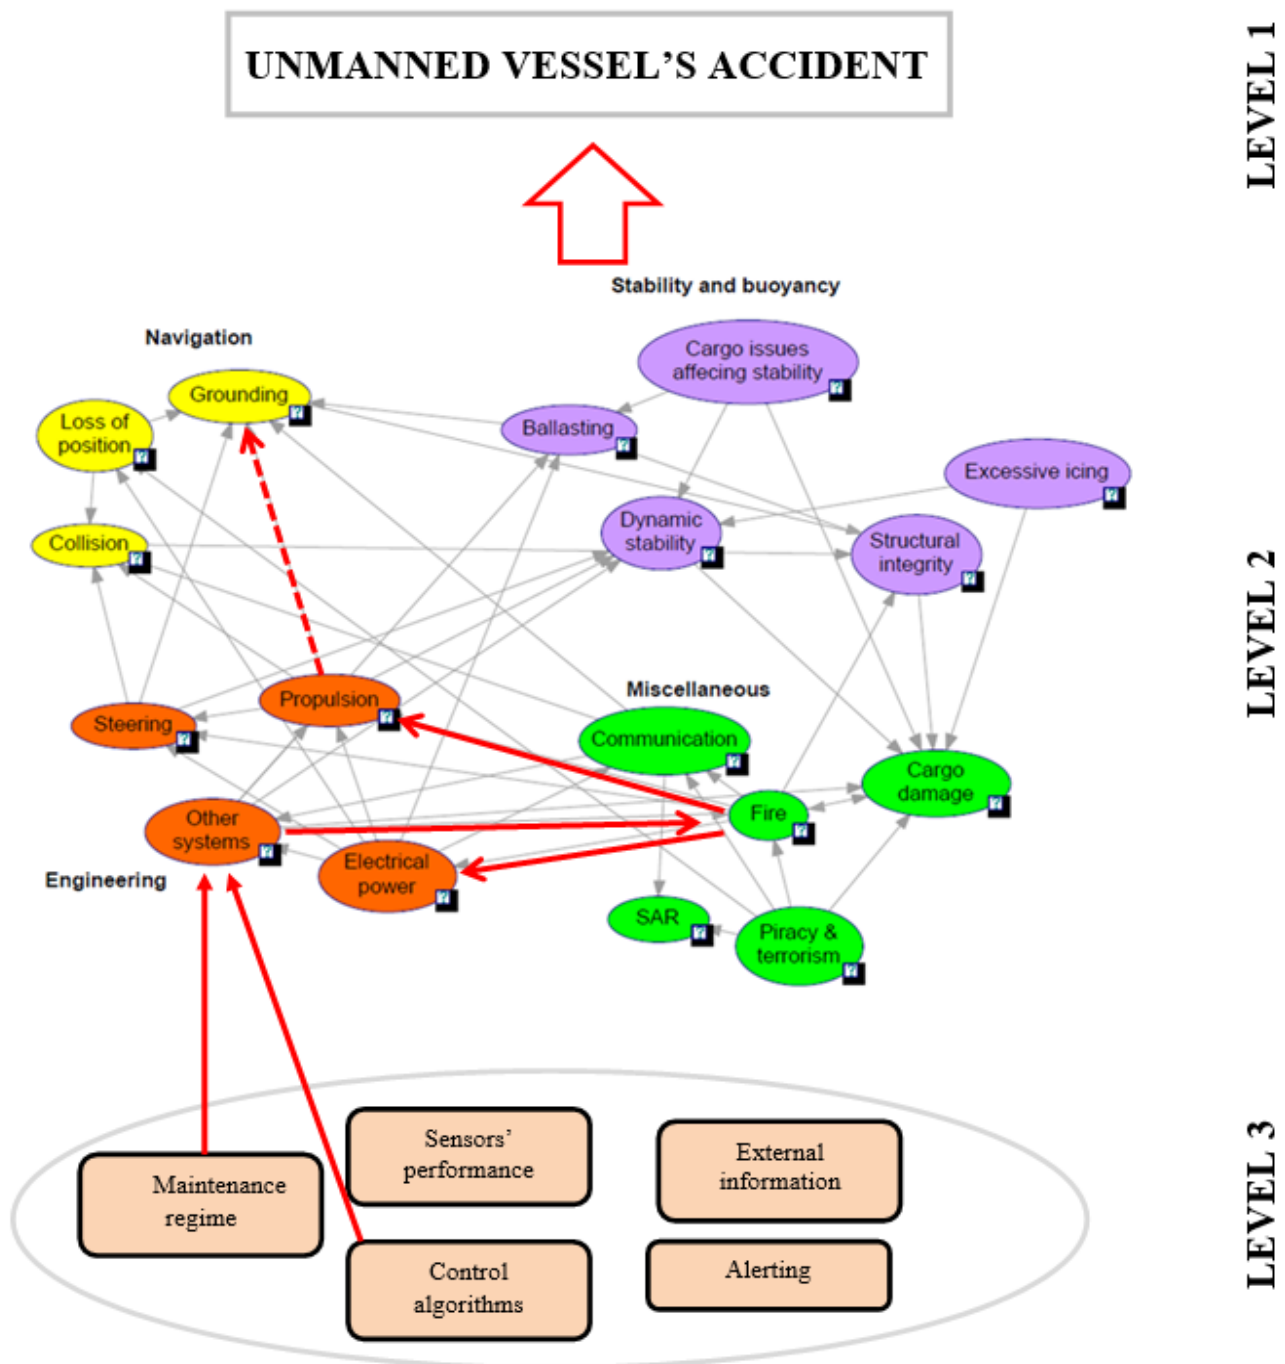 UNMANNED VESSEL’S ACCIDENT
LEVEL 1
Stability and buoyancy
Navigation
Cargo issues
affecing stability
Grounding
Loss of
position
Ballasting
Excessive icing
Dynamic
stability
Structural
integrity
Collision
LEVEL 2
Propulsion
Miscellaneous
Steering
Communication
Cargo
damage
Fire
Other
systems
Electrical
power
Engineering
SAR
Piracy &
terrorism
Sensors’
performance
External
information
Maintenance
regime
LEVEL 3
Control
algorithms
Alerting